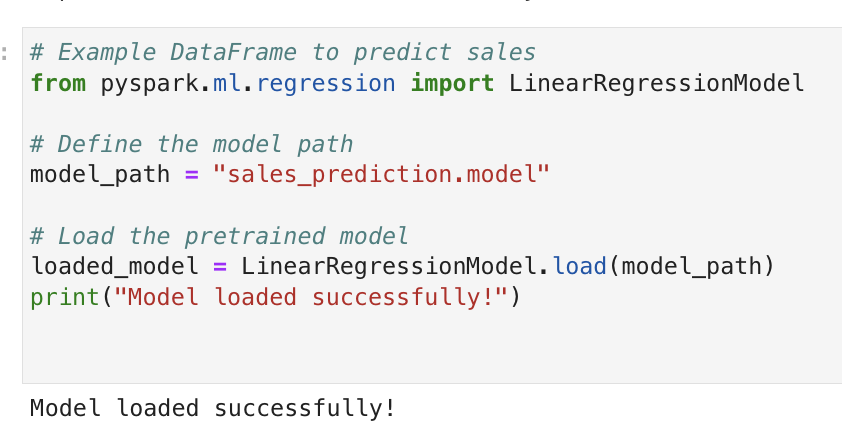 :
# Example DataFrame to predict sales
from pyspark.ml.regression import LinearRegressionModel
# Define the model path
model_path = "sales_prediction.model"
# Load the pretrained model
loaded_model = LinearRegressionModel.load(model_path)
print("Model loaded successfully!")
Model loaded successfully!